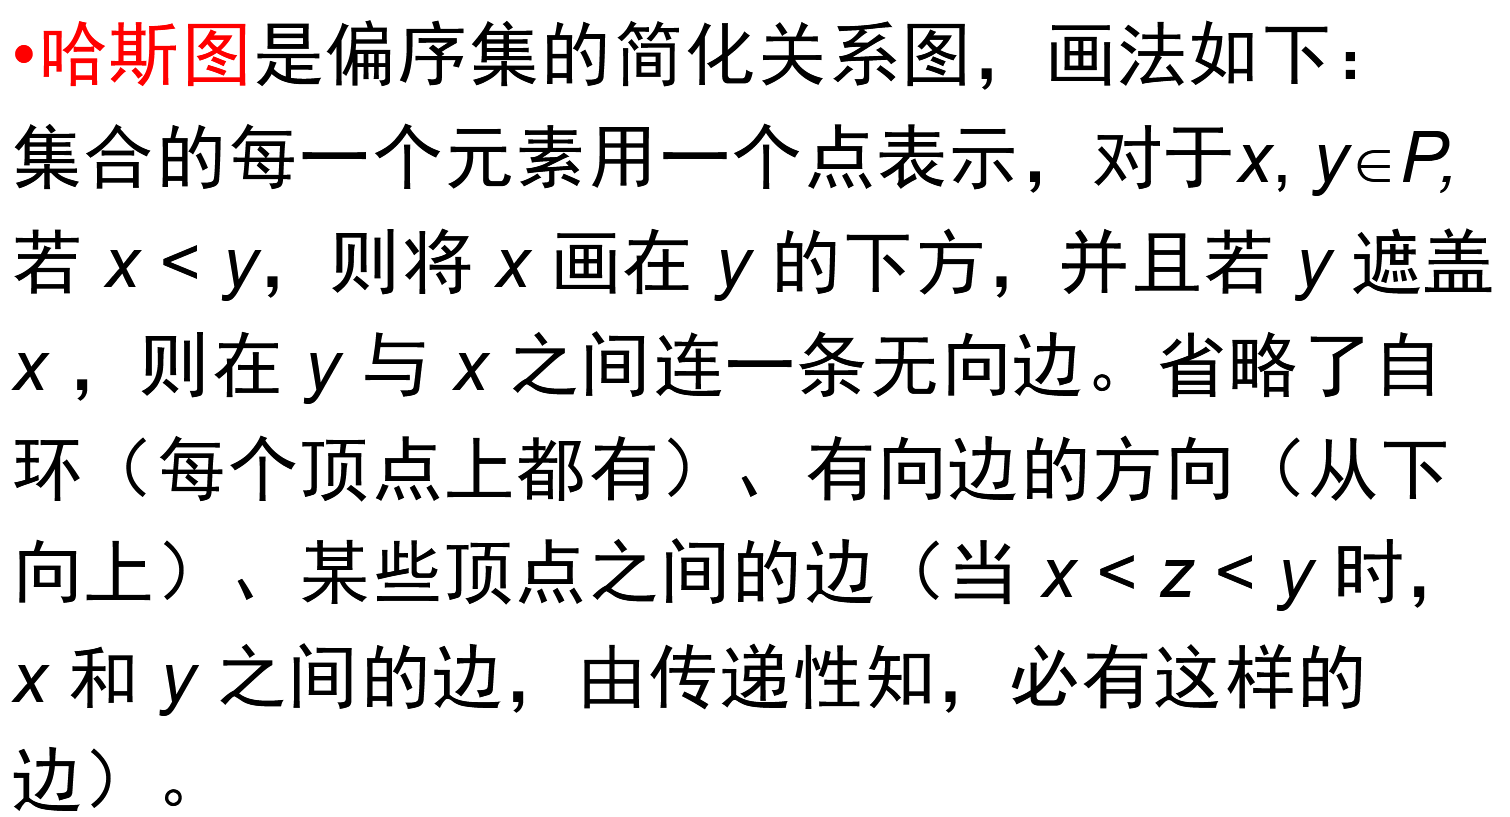 •哈斯图是偏序集的简化关系图，画法如下：
集合的每一个元素用一个点表示，对于x, y∈P,
若 x < y，则将 x 画在 y 的下方，并且若 y 遮盖
x ，则在 y 与 x 之间连一条无向边。省略了自
环（每个顶点上都有）、有向边的方向（从下
向上）、某些顶点之间的边（当 x < z < y 时，
x 和 y 之间的边，由传递性知，必有这样的
边）。